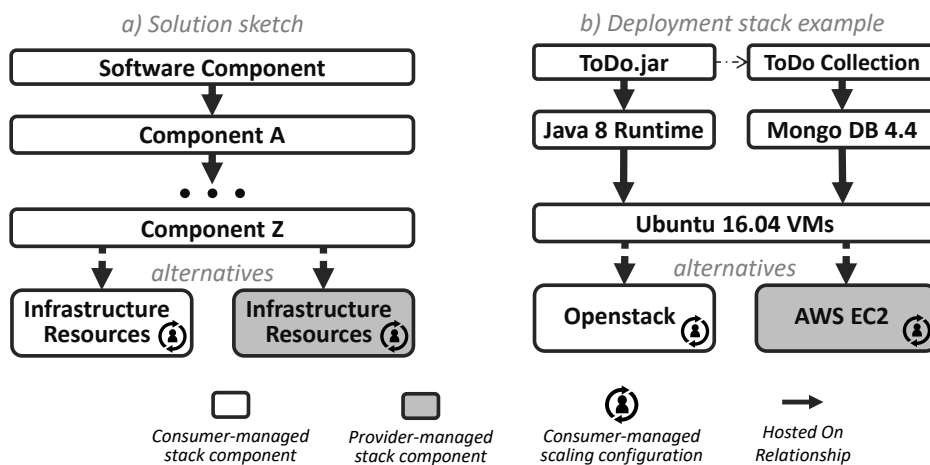 a) Solution sketch
Software Component
Component A
• • •
Component Z
alternatives
Infrastructure
Resources
Infrastructure
Resources
b) Deployment stack example
ToDo.jar
ToDo Collection
Java 8 Runtime
Mongo DB 4.4
Ubuntu 16.04 VMs
alternatives
Openstack
AWS EC2
Consumer-managed
stack component
Provider-managed
stack component
Consumer-managed
scaling configuration
Hosted On
Relationship